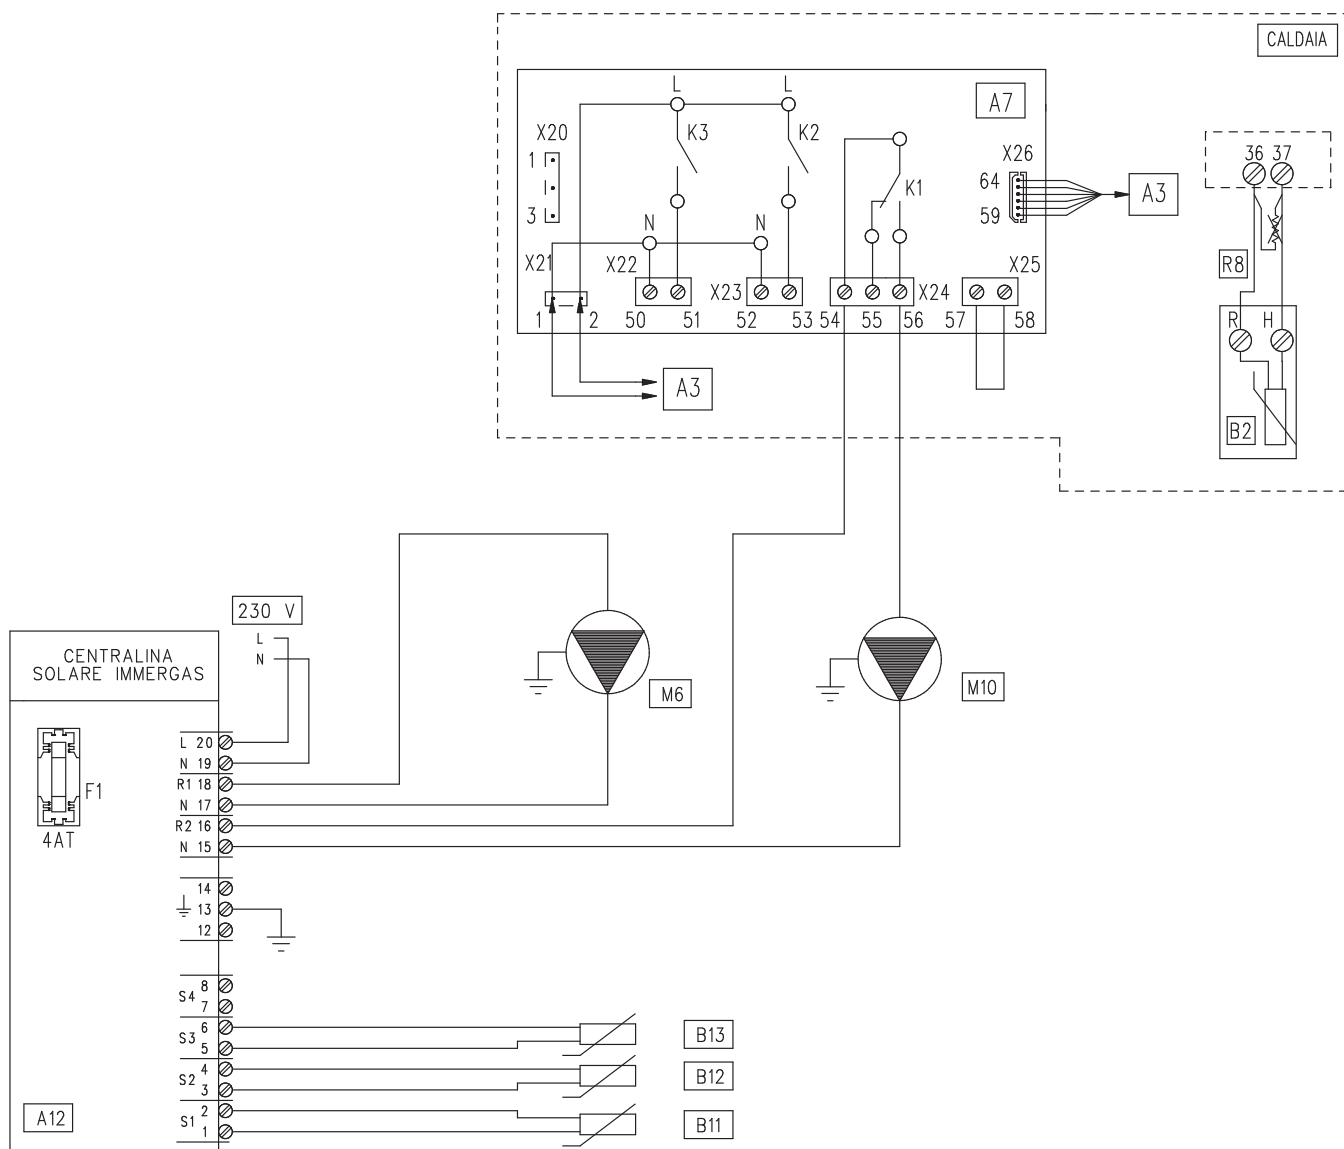 CALDAIA
A7
L L
X20 K3 K2
1
3
X26
64
59
K1
A3
36 37
N N
X21 X22 X23 X24 X25
1 2 50 51 52 53 54 55 56 57 58
R8
R H
B2
A3
230 V
L
N
CENTRALINA
SOLARE IMMERGAS
M6
M10
F1
4AT
L 20
N 19
R1 18
N 17
R2 16
N 15
14
13
12
S4 8
7
S3 6
5
S2 4
3
S1 2
1
B13
B12
B11
A12